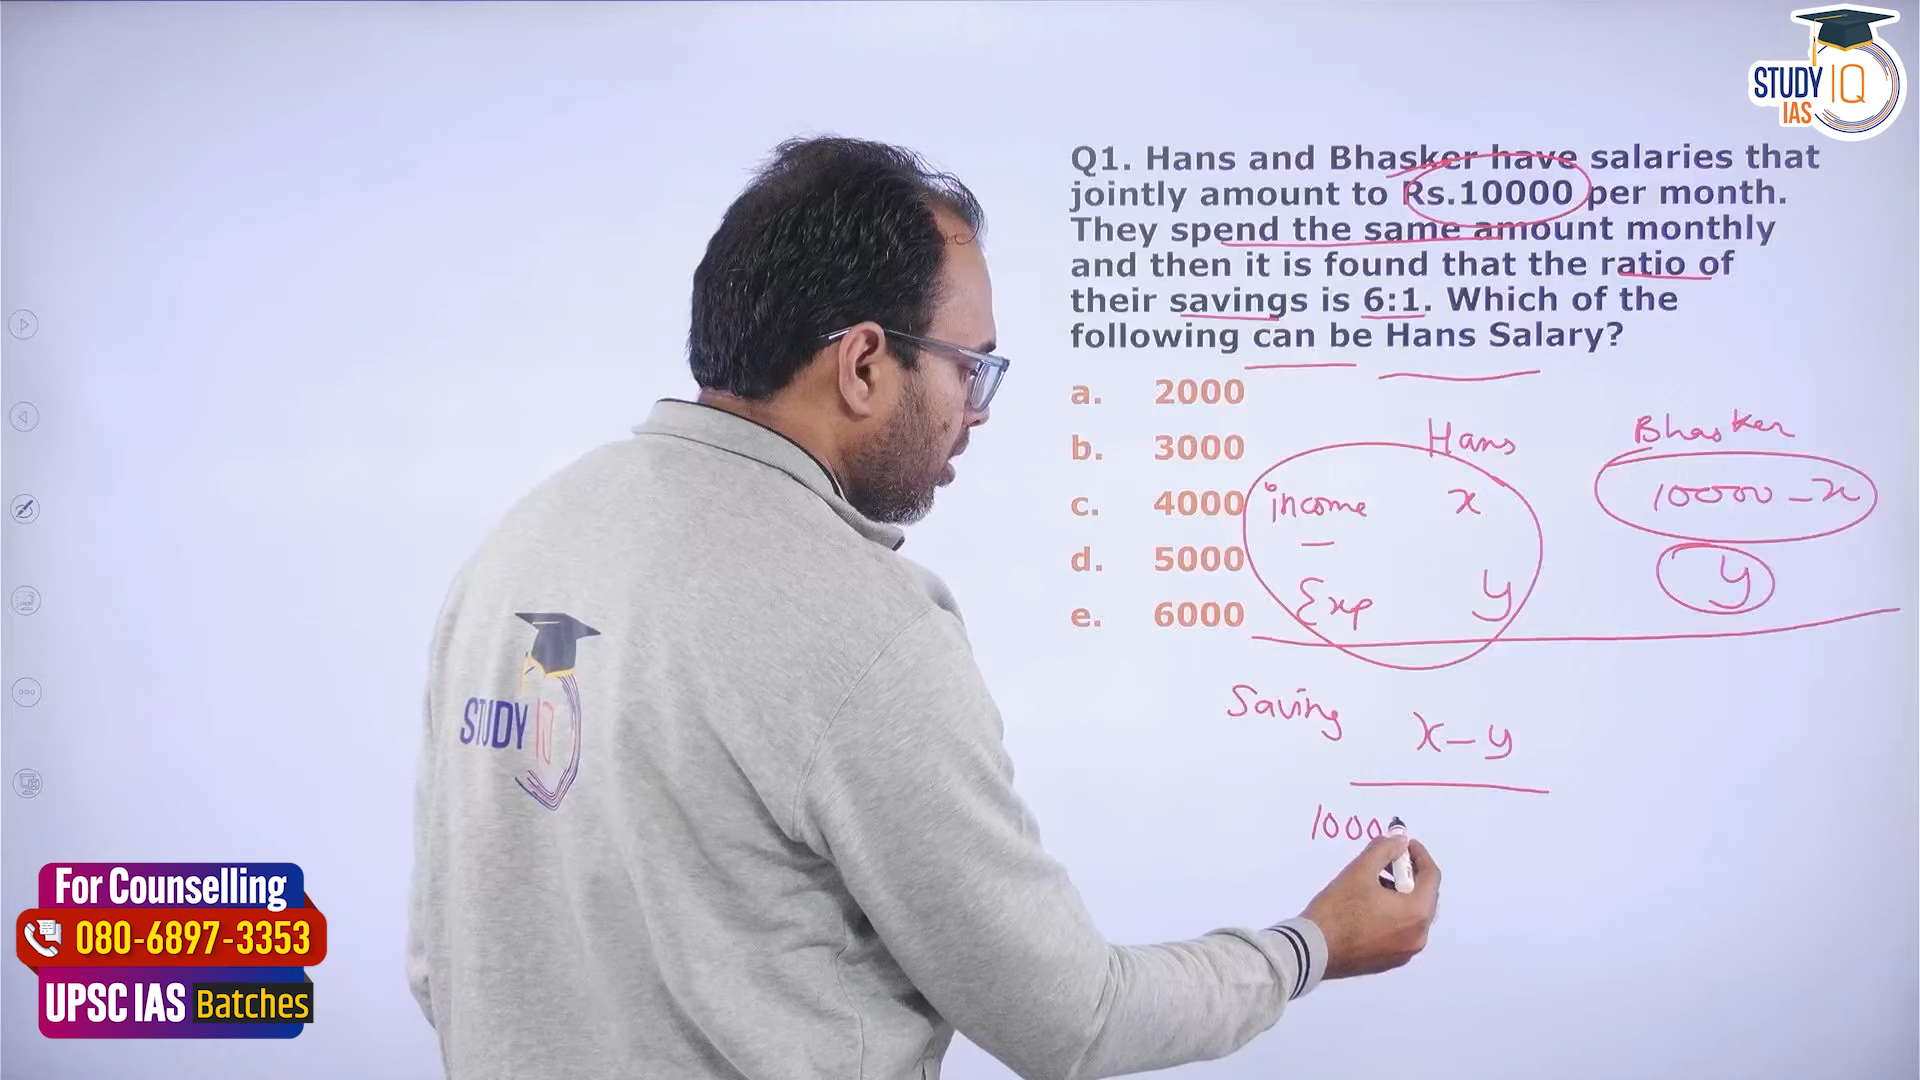 STUDY IQ
IAS
Q1. Hans and Bhasker have salaries that
jointly amount to Rs.10000 per month.
They spend the same amount monthly
and then it is found that the ratio of
their savings is 6:1. Which of the
following can be Hans Salary?
a. 2000
b. 3000
c. 4000
d. 5000
e. 6000
Hans Bhasker
income x 10000 - x
Exp y y
Saving x - y
1000
STUDY IQ
For Counselling
080-6897-3353
UPSC IAS Batches